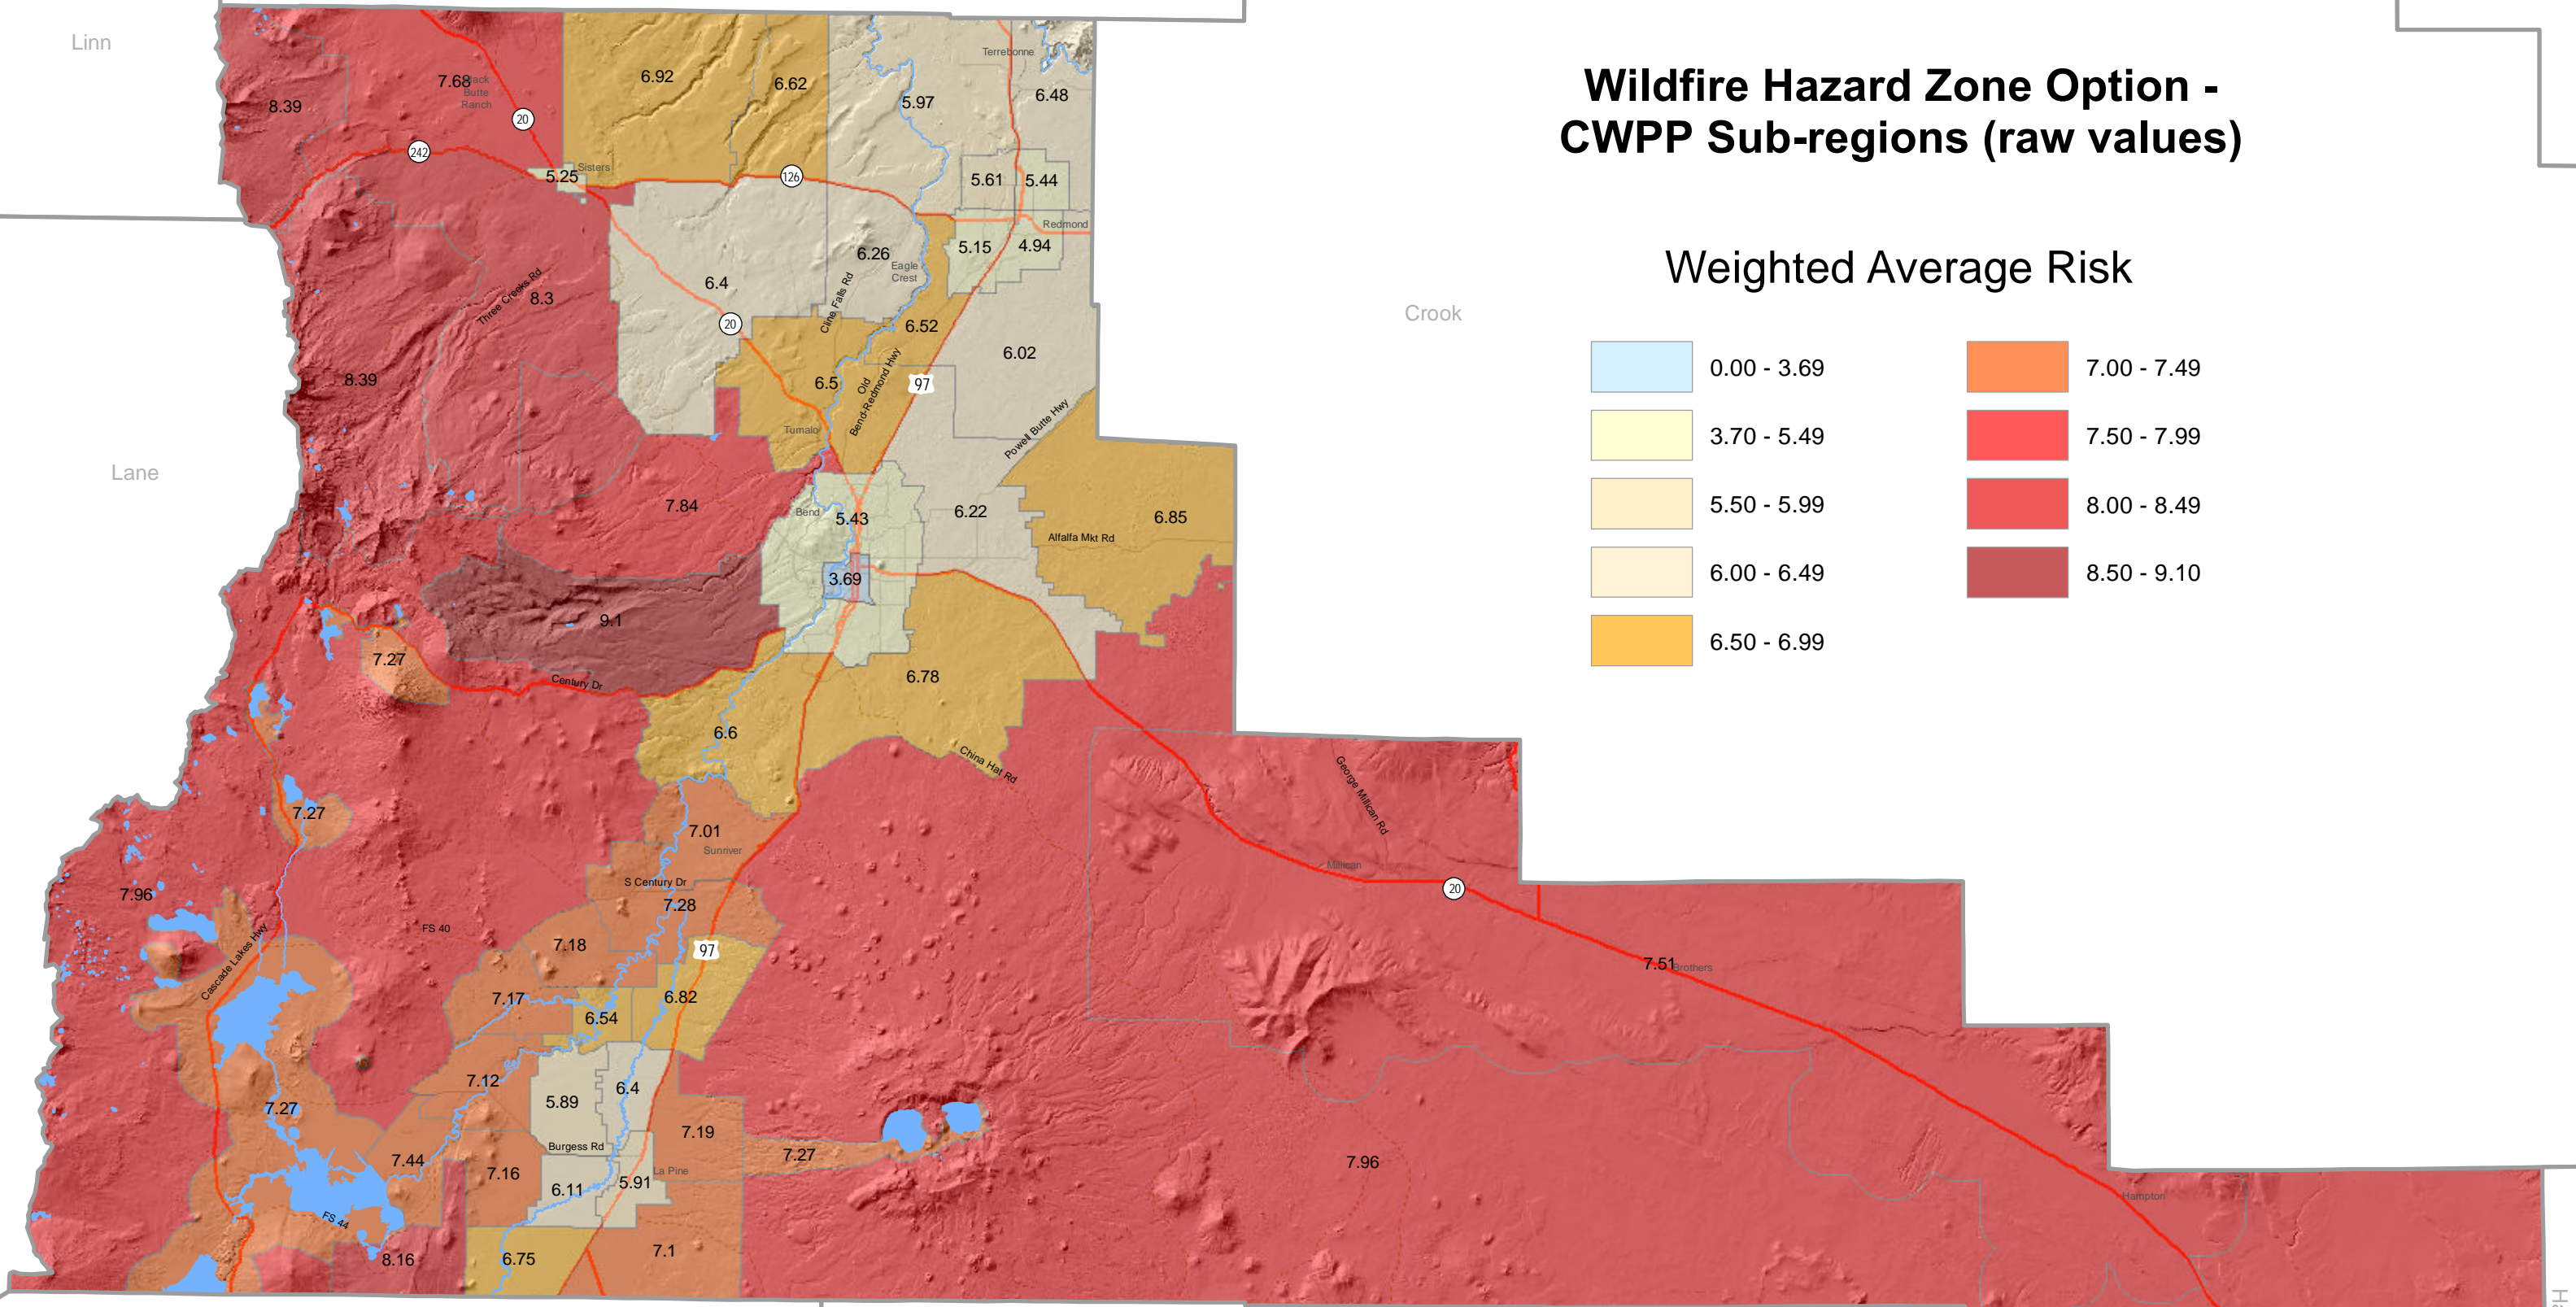 Wildfire Hazard Zone Option -
CWPP Sub-regions (raw values)
Weighted Average Risk
0.00 - 3.69
3.70 - 5.49
5.50 - 5.99
6.00 - 6.49
6.50 - 6.99
7.00 - 7.49
7.50 - 7.99
8.00 - 8.49
8.50 - 9.10
Linn
Lane
Crook
8.39
7.68
Black
Butte
Ranch
20
242
6.92
6.62
5.97
Terrebonne
6.48
5.25
Sisters
126
5.61
5.44
Redmond
5.15
4.94
6.26
Eagle
Crest
6.4
Three Creeks Rd
8.3
Cline Falls Rd
20
6.52
6.02
8.39
6.5
Old
Bend-Redmond Hwy
97
Tumalo
Powell Butte Hwy
7.84
Bend
5.43
6.22
6.85
Alfalfa Mkt Rd
3.69
9.1
7.27
Century Dr
6.78
6.6
China Hat Rd
George Millican Rd
7.27
7.01
Sunriver
Millican
S Century Dr
20
7.96
7.28
FS 40
Cascade Lakes Hwy
7.18
97
7.51
Brothers
7.17
6.82
6.54
7.12
5.89
6.4
7.27
7.19
Burgess Rd
7.27
7.44
7.16
La Pine
7.96
6.11
5.91
Hampton
FS 44
8.16
6.75
7.1
H